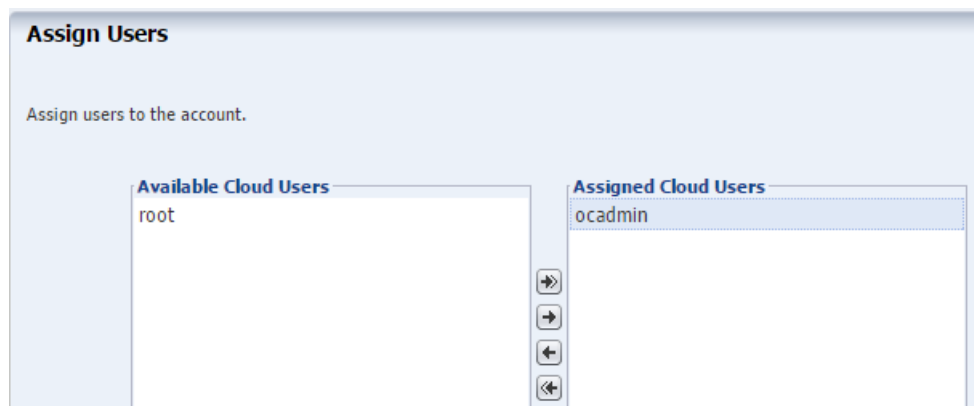 Assign Users
Assign users to the account.
Available Cloud Users
root
Assigned Cloud Users
ocadmin